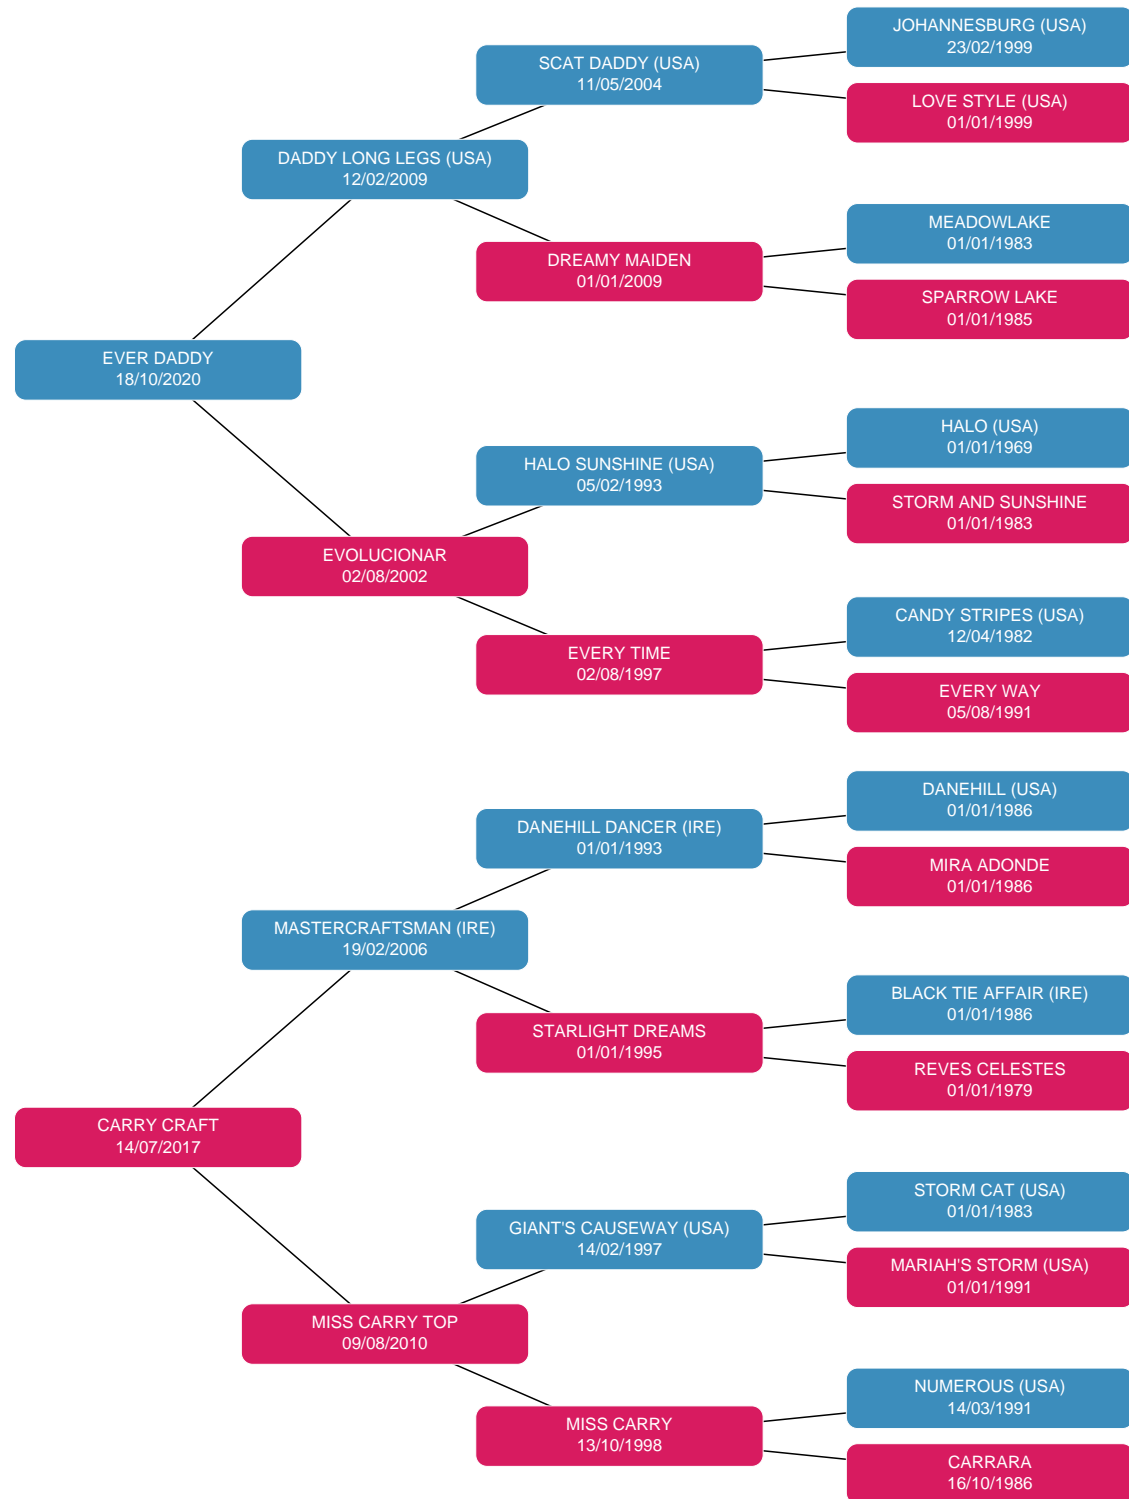 JOHANNESBURG (USA)
23/02/1999
SCAT DADDY (USA)
11/05/2004
LOVE STYLE (USA)
01/01/1999
DADDY LONG LEGS (USA)
12/02/2009
MEADOWLAKE
01/01/1983
DREAMY MAIDEN
01/01/2009
SPARROW LAKE
01/01/1985
EVER DADDY
18/10/2020
HALO (USA)
01/01/1969
HALO SUNSHINE (USA)
05/02/1993
STORM AND SUNSHINE
01/01/1983
EVOLUCIONAR
02/08/2002
CANDY STRIPES (USA)
12/04/1982
EVERY TIME
02/08/1997
EVERY WAY
05/08/1991
DANEHILL (USA)
01/01/1986
DANEHILL DANCER (IRE)
01/01/1993
MIRA ADONDE
01/01/1986
MASTERCRAFTSMAN (IRE)
19/02/2006
BLACK TIE AFFAIR (IRE)
01/01/1986
STARLIGHT DREAMS
01/01/1995
REVES CELESTES
01/01/1979
CARRY CRAFT
14/07/2017
STORM CAT (USA)
01/01/1983
GIANT'S CAUSEWAY (USA)
14/02/1997
MARIAH'S STORM (USA)
01/01/1991
MISS CARRY TOP
09/08/2010
NUMEROUS (USA)
14/03/1991
MISS CARRY
13/10/1998
CARRARA
16/10/1986